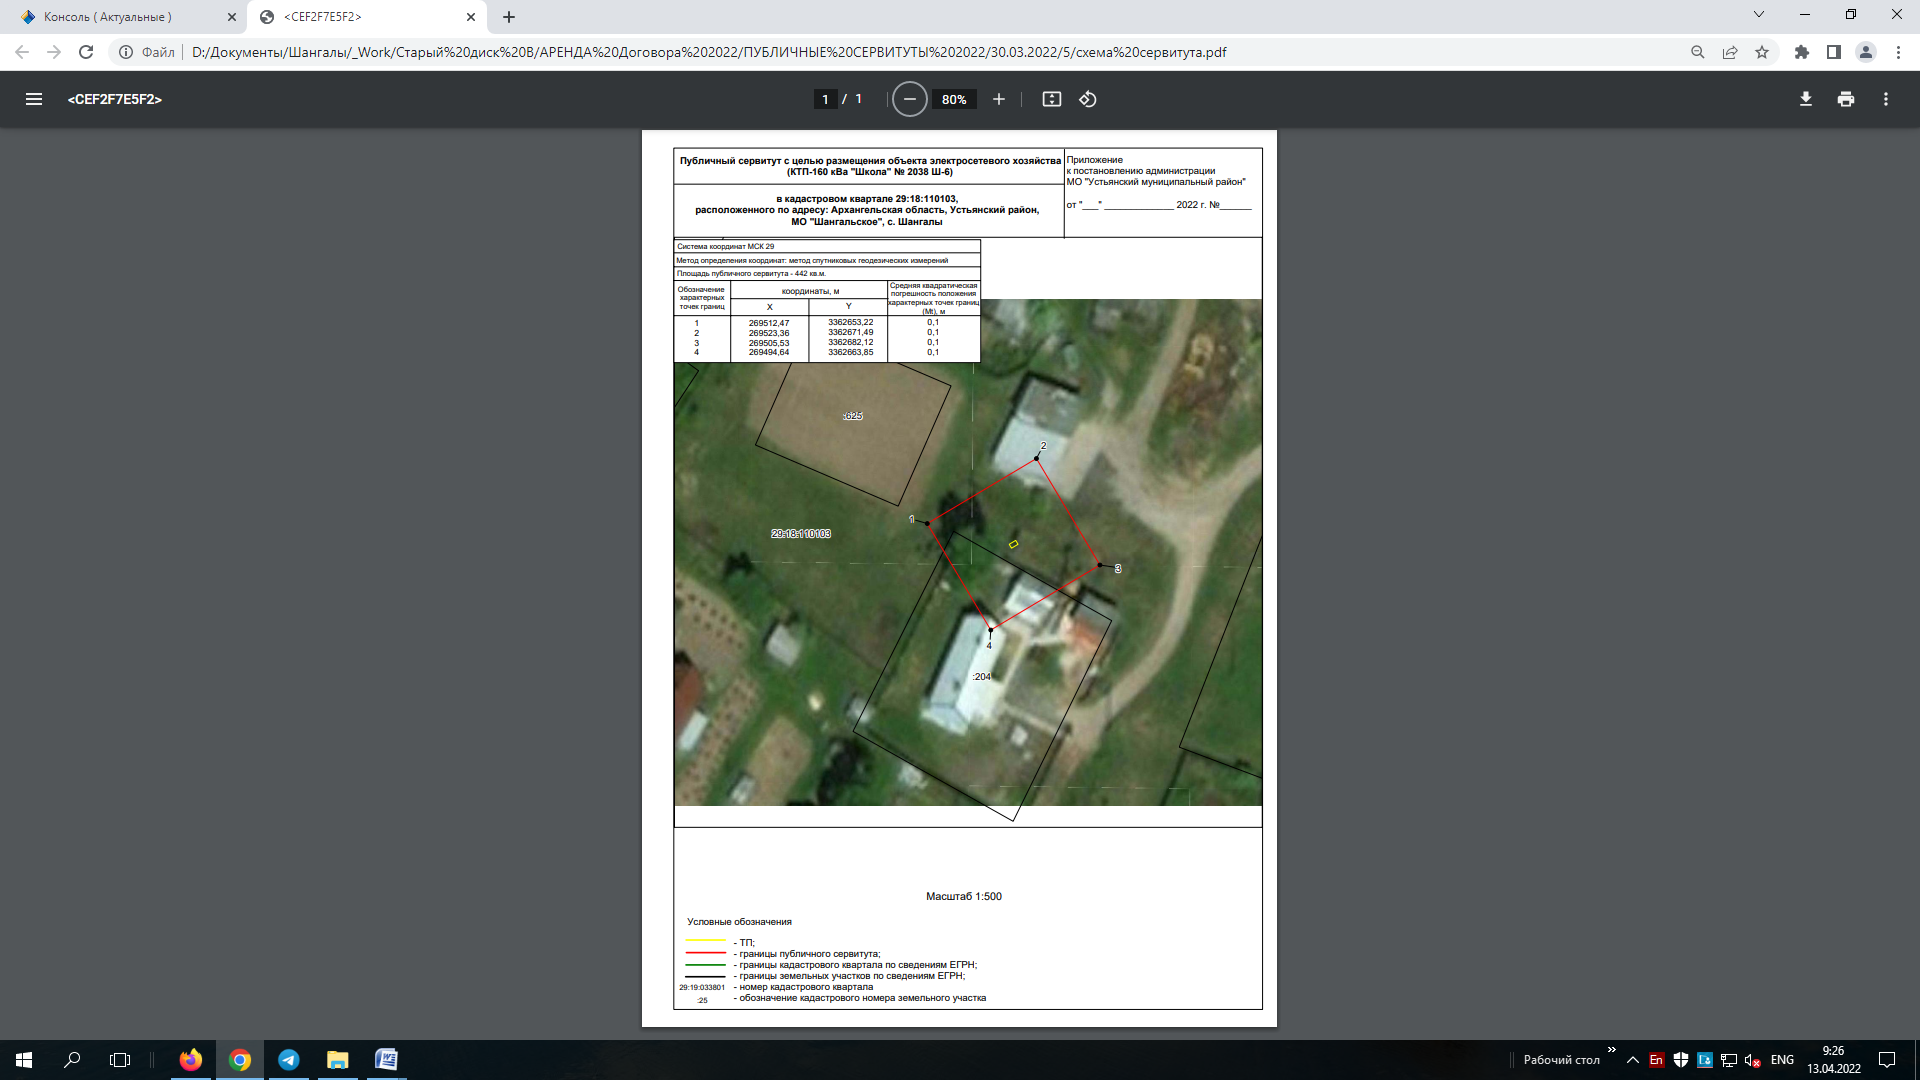 Консоль ( Актуальные )
<CEF2F7E5F2>
Файл
D:/Документы/Шангалы/_Work/Старый%20диск%20В/АРЕНДА%20Договора%202022/ПУБЛИЧНЫЕ%20СЕРВИТУТЫ%202022/30.03.2022/5/схема%20сервитута.pdf
<CEF2F7E5F2>
1 / 1
80%
Публичный сервитут с целью размещения объекта электросетевого хозяйства
(КТП-160 кВа "Школа" № 2038 Ш-6)
в кадастровом квартале 29:18:110103,
расположенного по адресу: Архангельская область, Устьянский район,
МО "Шангальское", с. Шангалы
Приложение
к постановлению администрации
МО "Устьянский муниципальный район"
от "___" _____________ 2022 г. №______
Система координат МСК 29
Метод определения координат: метод спутниковых геодезических измерений
Площадь публичного сервитута - 442 кв.м.
Обозначение
характерных
точек границ
координаты, м
X
Y
Средняя квадратическая
погрешность положения
характерных точек границ
(Mt), м
1 269512,47 3362653,22 0,1
2 269523,36 3362671,49 0,1
3 269505,53 3362682,12 0,1
4 269494,64 3362663,85 0,1
:625
2
1
29:18:110103
3
4
:204
Масштаб 1:500
Условные обозначения
- ТП;
- границы публичного сервитута;
- границы кадастрового квартала по сведениям ЕГРН;
- границы земельных участков по сведениям ЕГРН;
29:19:033801 - номер кадастрового квартала
:25 - обозначение кадастрового номера земельного участка
Рабочий стол
En
ENG
9:26
13.04.2022